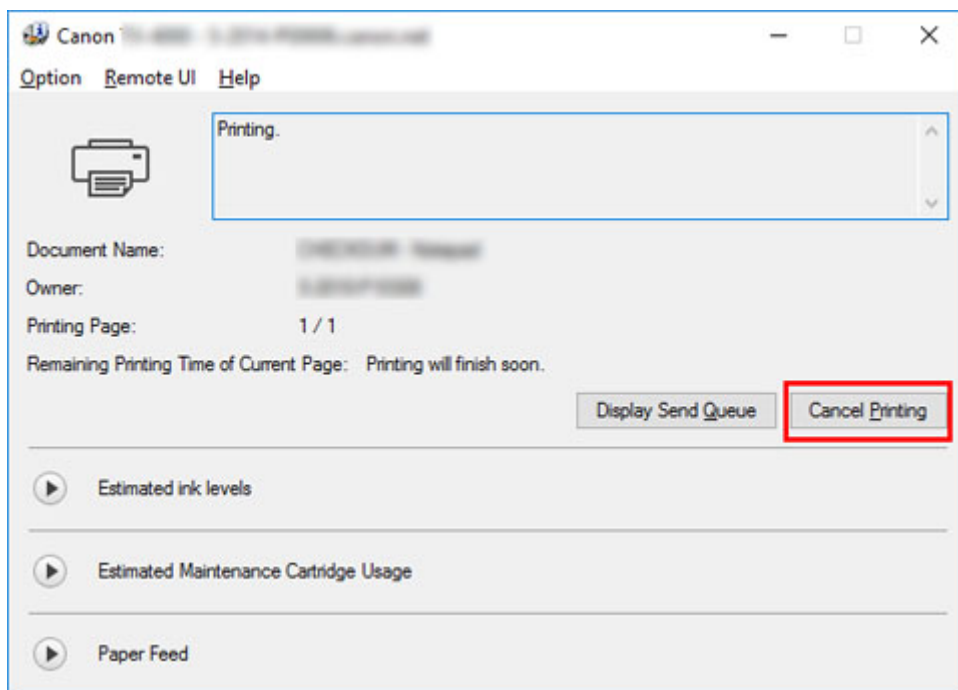 Canon
Option Remote UI Help
Printing.
Document Name:
Owner:
Printing Page: 1 / 1
Remaining Printing Time of Current Page: Printing will finish soon.
Display Send Queue Cancel Printing
Estimated ink levels
Estimated Maintenance Cartridge Usage
Paper Feed